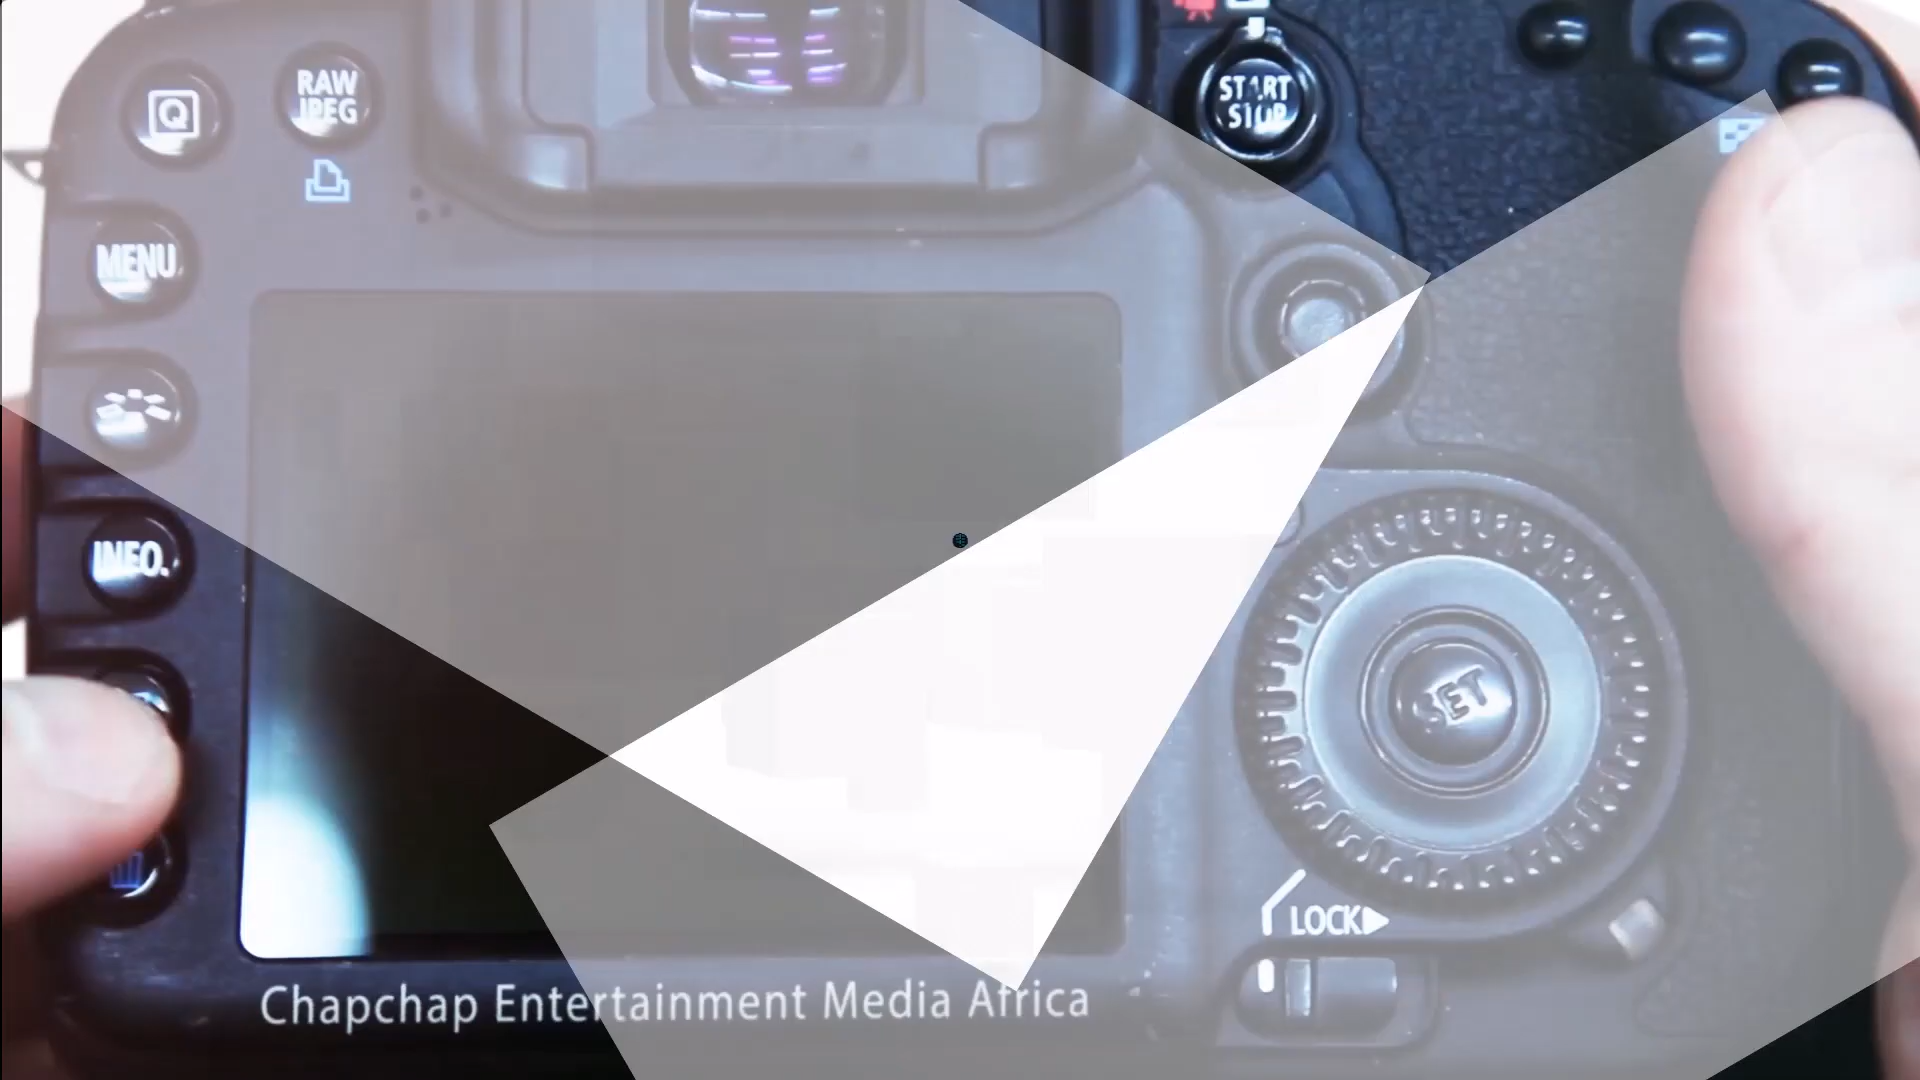 Q
RAW
JPEG
START
STOP
MENU
INFO.
SET
LOCK
Chapchap Entertainment Media Africa